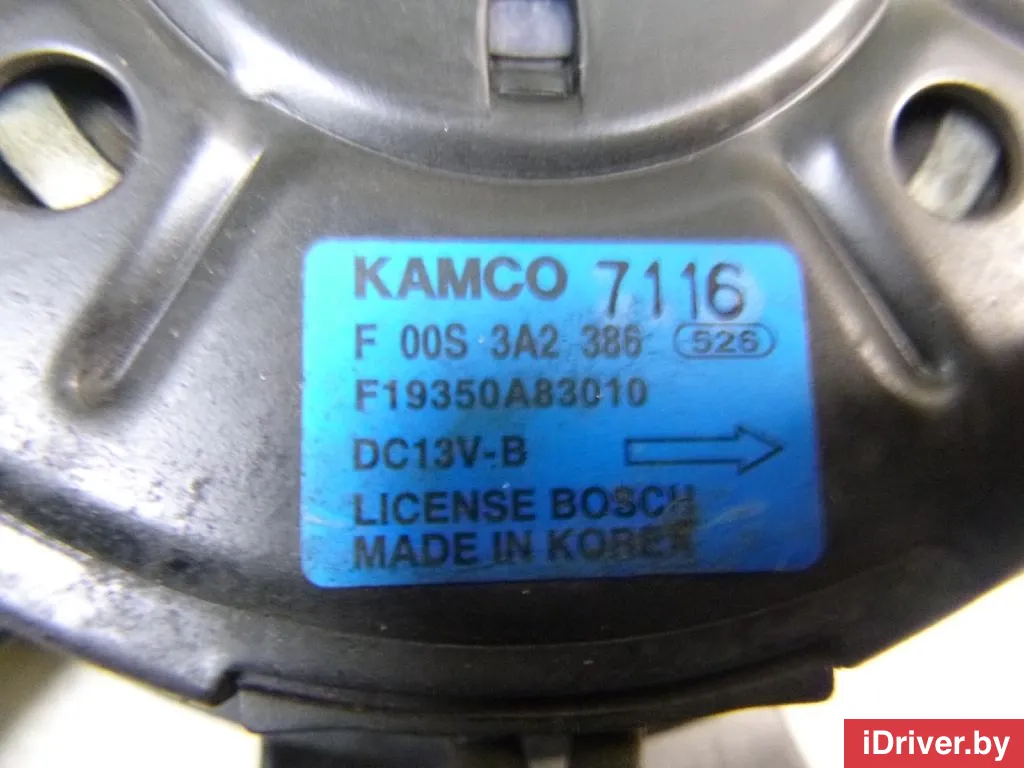 KAMCO 7116
F 00S 3A2 386 526
F19350A83010
DC13V-B
LICENSE BOSCH
MADE IN KOREA
iDriver.by